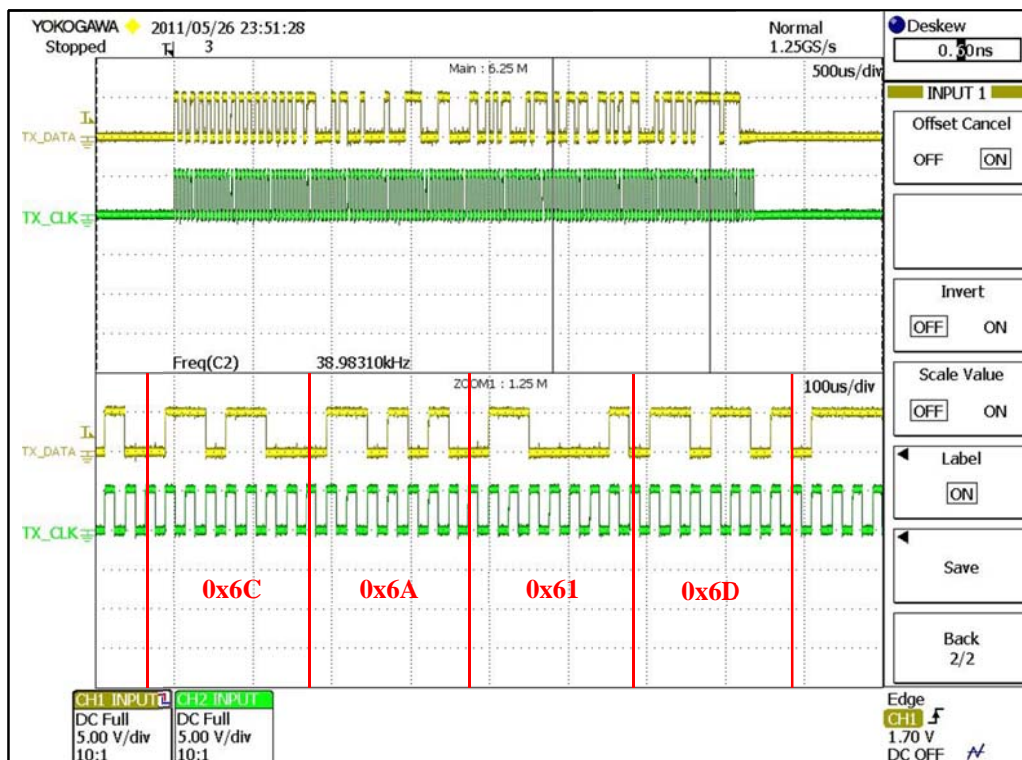 YOKOGAWA 2011/05/26 23:51:28
Stopped 3
Normal
1.25GS/s
Main : 6.25 M
500us/div
TX_DATA
TX_CLK
Freq(C2) 38.98310kHz
ZOOM1 : 1.25 M
100us/div
TX_DATA
TX_CLK
0x6C 0x6A 0x61 0x6D
CH1 INPUT
DC Full
5.00 V/div
10:1
CH2 INPUT
DC Full
5.00 V/div
10:1
Deskew
INPUT 1
Offset Cancel
OFF ON
Invert
OFF ON
Scale Value
OFF ON
Label
ON
Save
Back
2/2
Edge
CH1
1.70 V
DC OFF